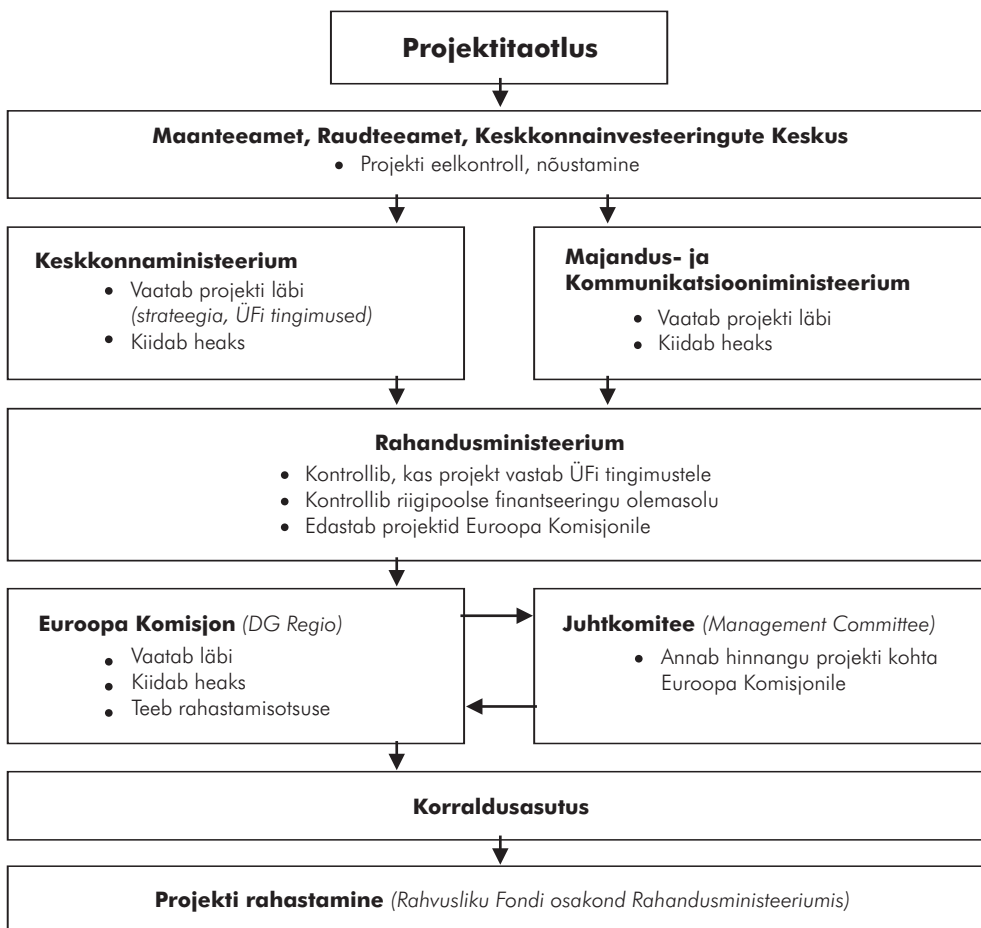 Projektitaotlus
Maanteeamet, Raudteeamet, Keskkonnainvesteeringute Keskus
• Projekti eelkontroll, nõustamine
Keskkonnaministeerium
• Vaatab projekti läbi
(strateegia, ÜFi tingimused)
• Kiidab heaks
Majandus- ja
Kommunikatsiooniministeerium
• Vaatab projekti läbi
• Kiidab heaks
Rahandusministeerium
• Kontrollib, kas projekt vastab ÜFi tingimustele
• Kontrollib riigipoolse finantseeringu olemasolu
• Edastab projektid Euroopa Komisjonile
Euroopa Komisjon (DG Regio)
• Vaatab läbi
• Kiidab heaks
• Teeb rahastamisotsuse
Juhtkomitee (Management Committee)
• Annab hinnangu projekti kohta
Euroopa Komisjonile
Korraldusasutus
Projekti rahastamine (Rahvusliku Fondi osakond Rahandusministeeriumis)